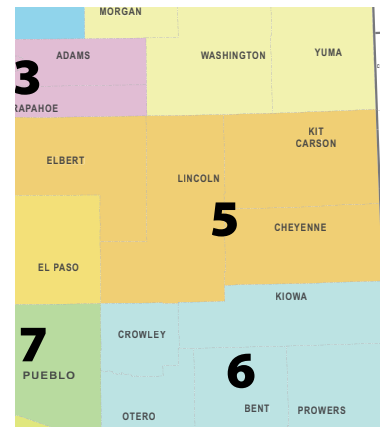 MORGAN
ADAMS
WASHINGTON
YUMA
3
RAPAHOE
KIT
CARSON
ELBERT
LINCOLN
5
CHEYENNE
EL PASO
KIOWA
7
CROWLEY
PUEBLO
6
BENT
PROWERS
OTERO